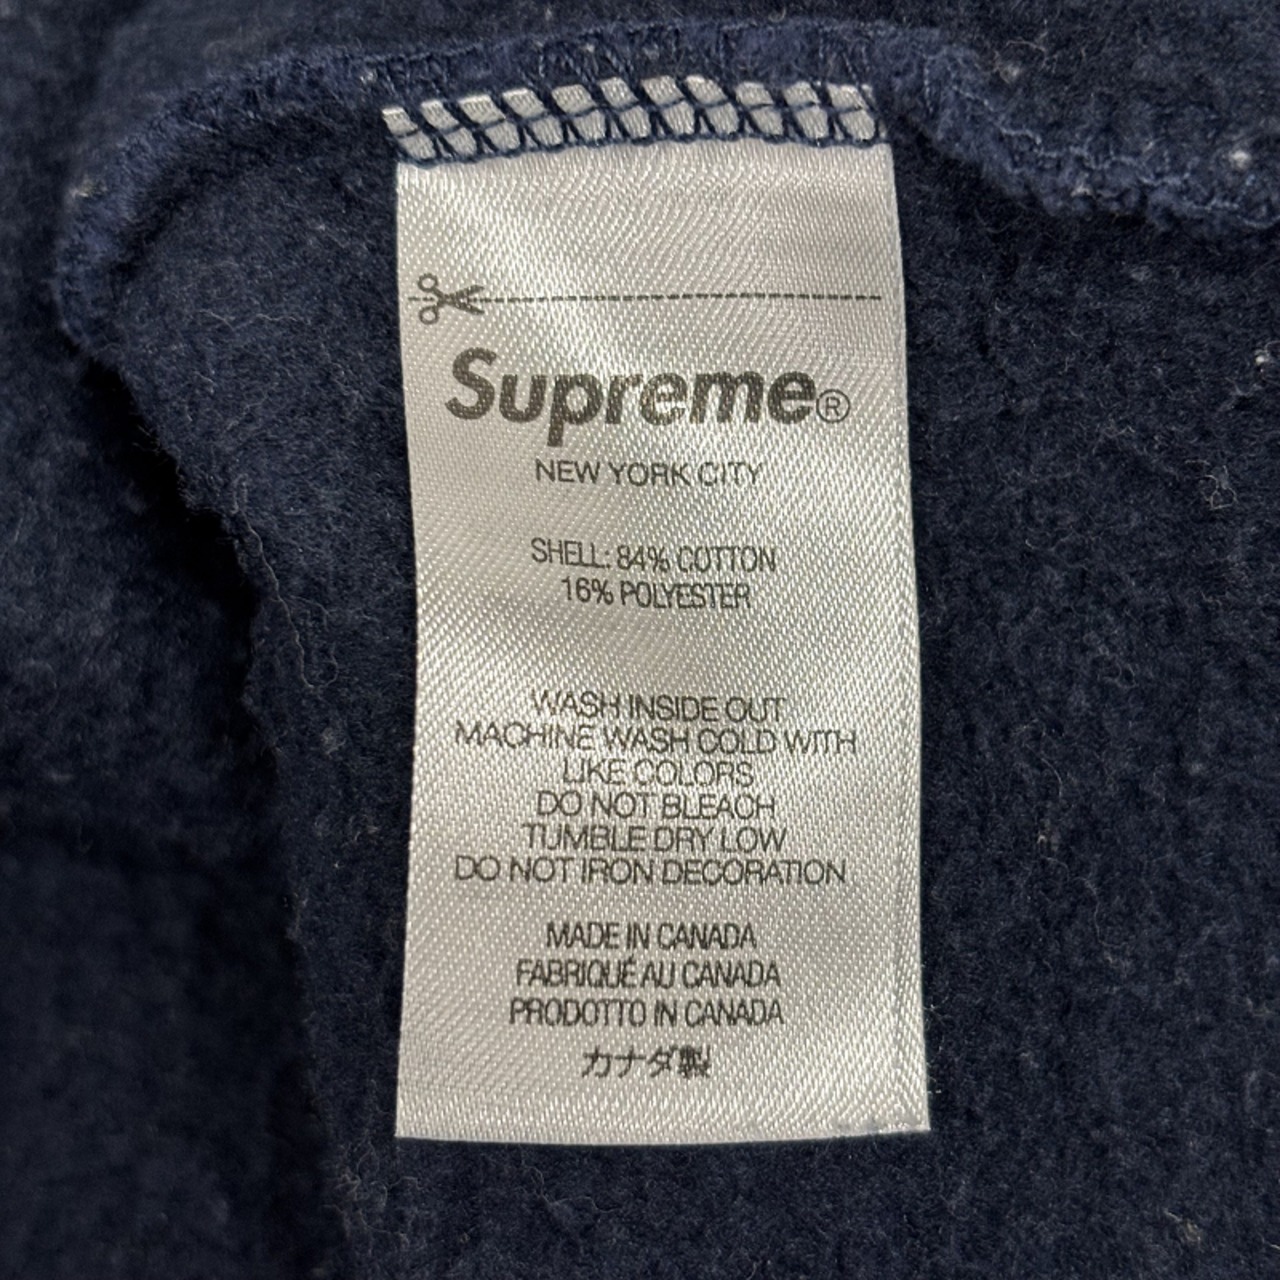 Supreme®
NEW YORK CITY
SHELL: 84% COTTON
16% POLYESTER
WASH INSIDE OUT
MACHINE WASH COLD WITH
LIKE COLORS
DO NOT BLEACH
TUMBLE DRY LOW
DO NOT IRON DECORATION
MADE IN CANADA
FABRIQUÉ AU CANADA
PRODOTTO IN CANADA
カナダ製